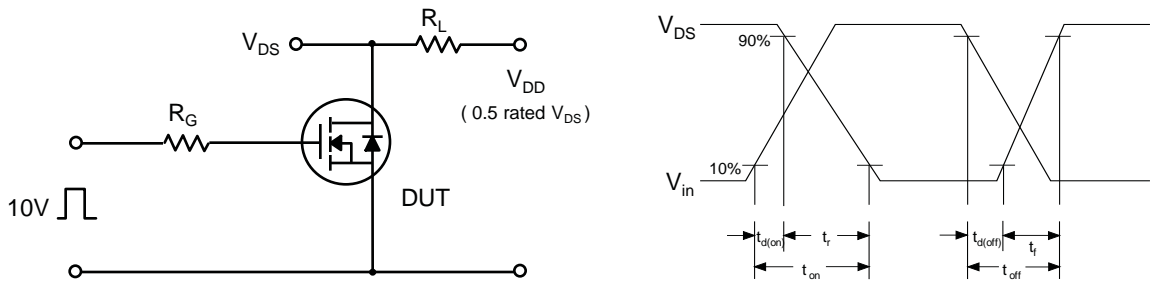 R_L
V_DS
V_DD
( 0.5 rated V_DS )
R_G
DUT
10V
V_DS
90%
10%
V_in
t_d(on)
t_r
t_on
t_d(off)
t_f
t_off